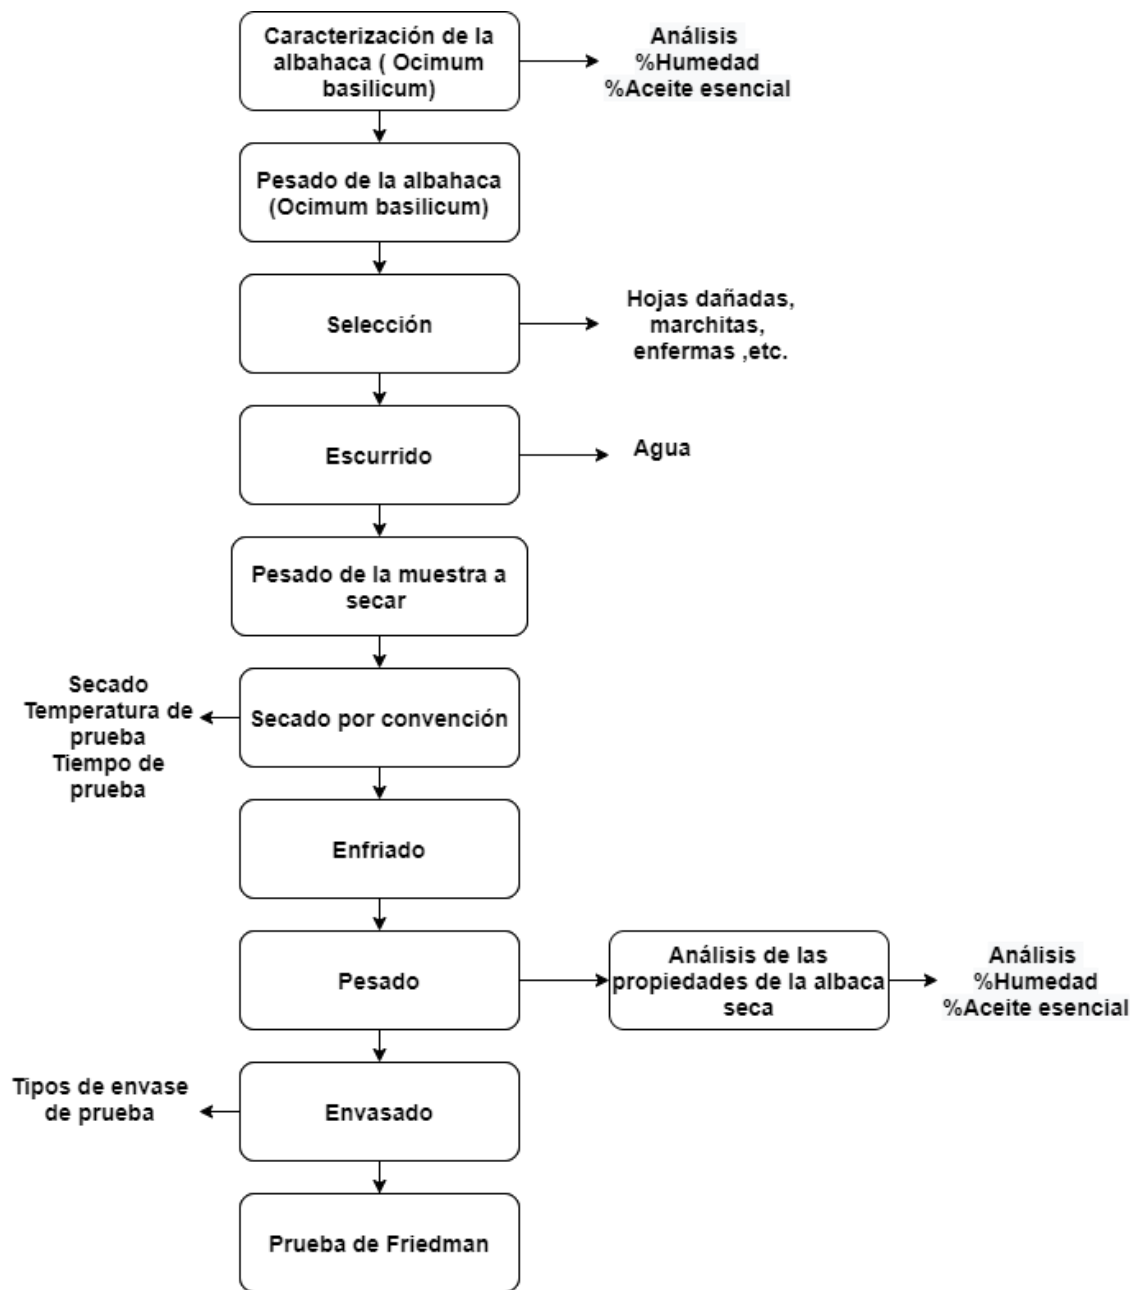 Caracterización de la
albahaca ( Ocimum
basilicum)
Análisis
%Humedad
%Aceite esencial
Pesado de la albahaca
(Ocimum basilicum)
Selección
Hojas dañadas,
marchitas,
enfermas ,etc.
Escurrido
Agua
Pesado de la muestra a
secar
Secado
Temperatura de
prueba
Tiempo de
prueba
Secado por convención
Enfriado
Pesado
Análisis de las
propiedades de la albaca
seca
Análisis
%Humedad
%Aceite esencial
Tipos de envase
de prueba
Envasado
Prueba de Friedman